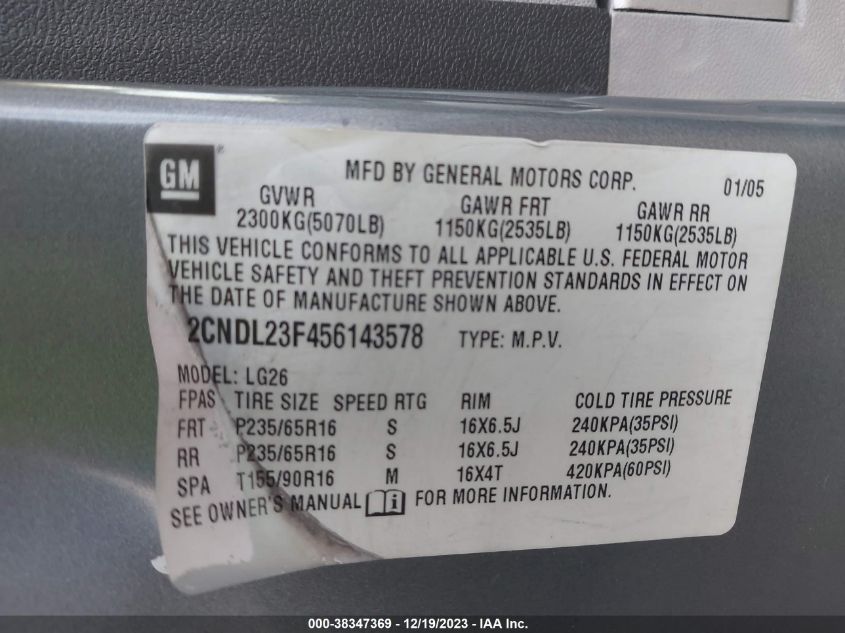 GM® MFD BY GENERAL MOTORS CORP. 01/05
GVWR GAWR FRT GAWR RR
2300KG(5070LB) 1150KG(2535LB) 1150KG(2535LB)
THIS VEHICLE CONFORMS TO ALL APPLICABLE U.S. FEDERAL MOTOR
VEHICLE SAFETY AND THEFT PREVENTION STANDARDS IN EFFECT ON
THE DATE OF MANUFACTURE SHOWN ABOVE.
2CNDL23F456143578 TYPE: M.P.V.
MODEL: LG26
FPAS TIRE SIZE SPEED RTG RIM COLD TIRE PRESSURE
FRT P235/65R16 S 16X6.5J 240KPA(35PSI)
RR P235/65R16 S 16X6.5J 240KPA(35PSI)
SPA T155/90R16 M 16X4T 420KPA(60PSI)
SEE OWNER'S MANUAL i FOR MORE INFORMATION.
000-38347369 - 12/19/2023 - IAA Inc.